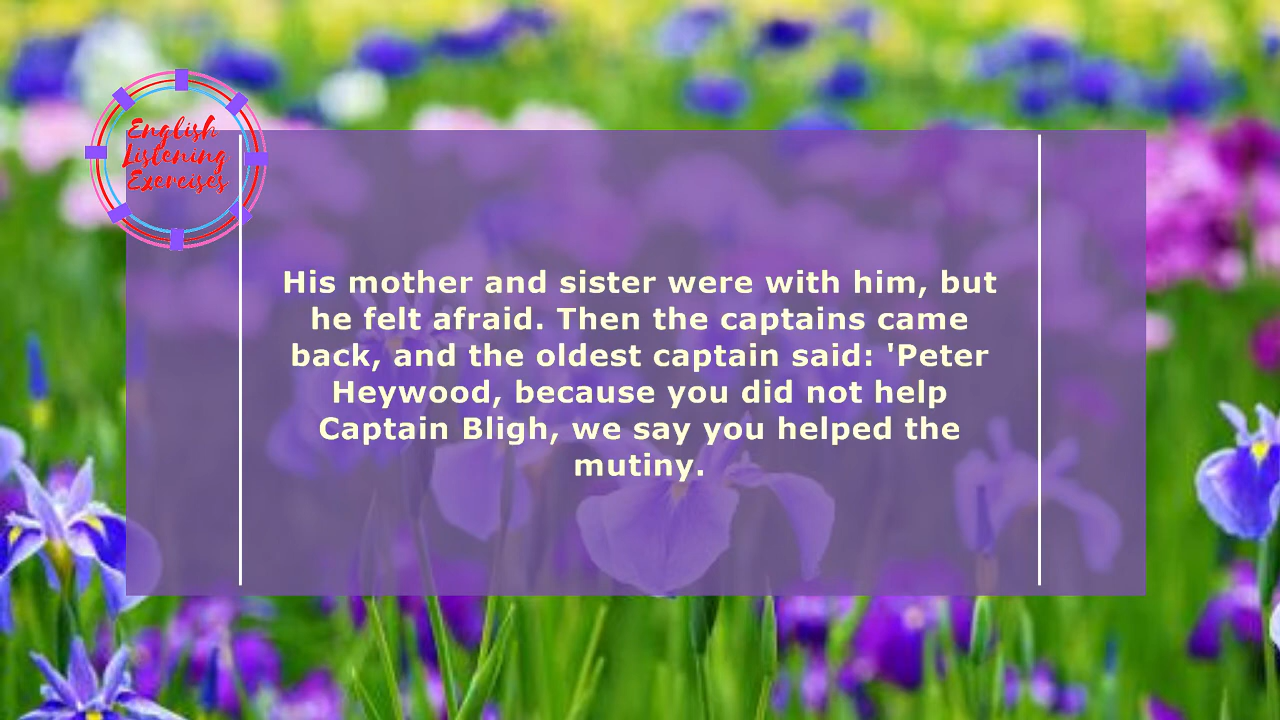 English
Listening
Exercises
His mother and sister were with him, but
he felt afraid. Then the captains came
back, and the oldest captain said: 'Peter
Heywood, because you did not help
Captain Bligh, we say you helped the
mutiny.